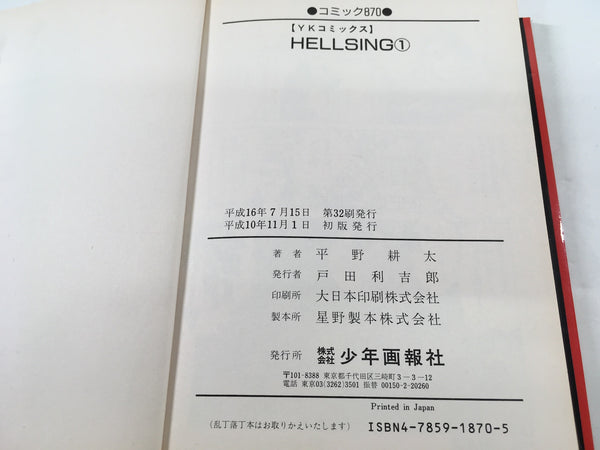 ●コミック870●
【YKコミックス】
HELLSING①
平成16年7月15日 第32刷発行
平成10年11月1日 初版発行
著者 平野耕太
発行者 戸田利吉郎
印刷所 大日本印刷株式会社
製本所 星野製本株式会社
発行所 株式会社 少年画報社
〒101-8388 東京都千代田区三崎町3-3-12
電話 東京03(3262)3501 振替 00150-2-20260
Printed in Japan
(乱丁落丁本はお取りかえいたします) ISBN4-7859-1870-5